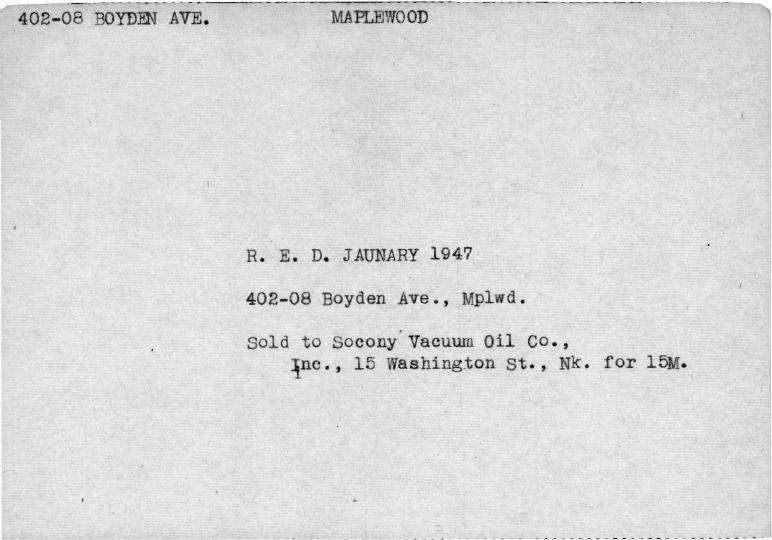 402-08 BOYDEN AVE. MAPLEWOOD
R. E. D. JAUNARY 1947
402-08 Boyden Ave., Mplwd.
Sold to Socony Vacuum Oil Co.,
Inc., 15 Washington St., Nk. for 15M.